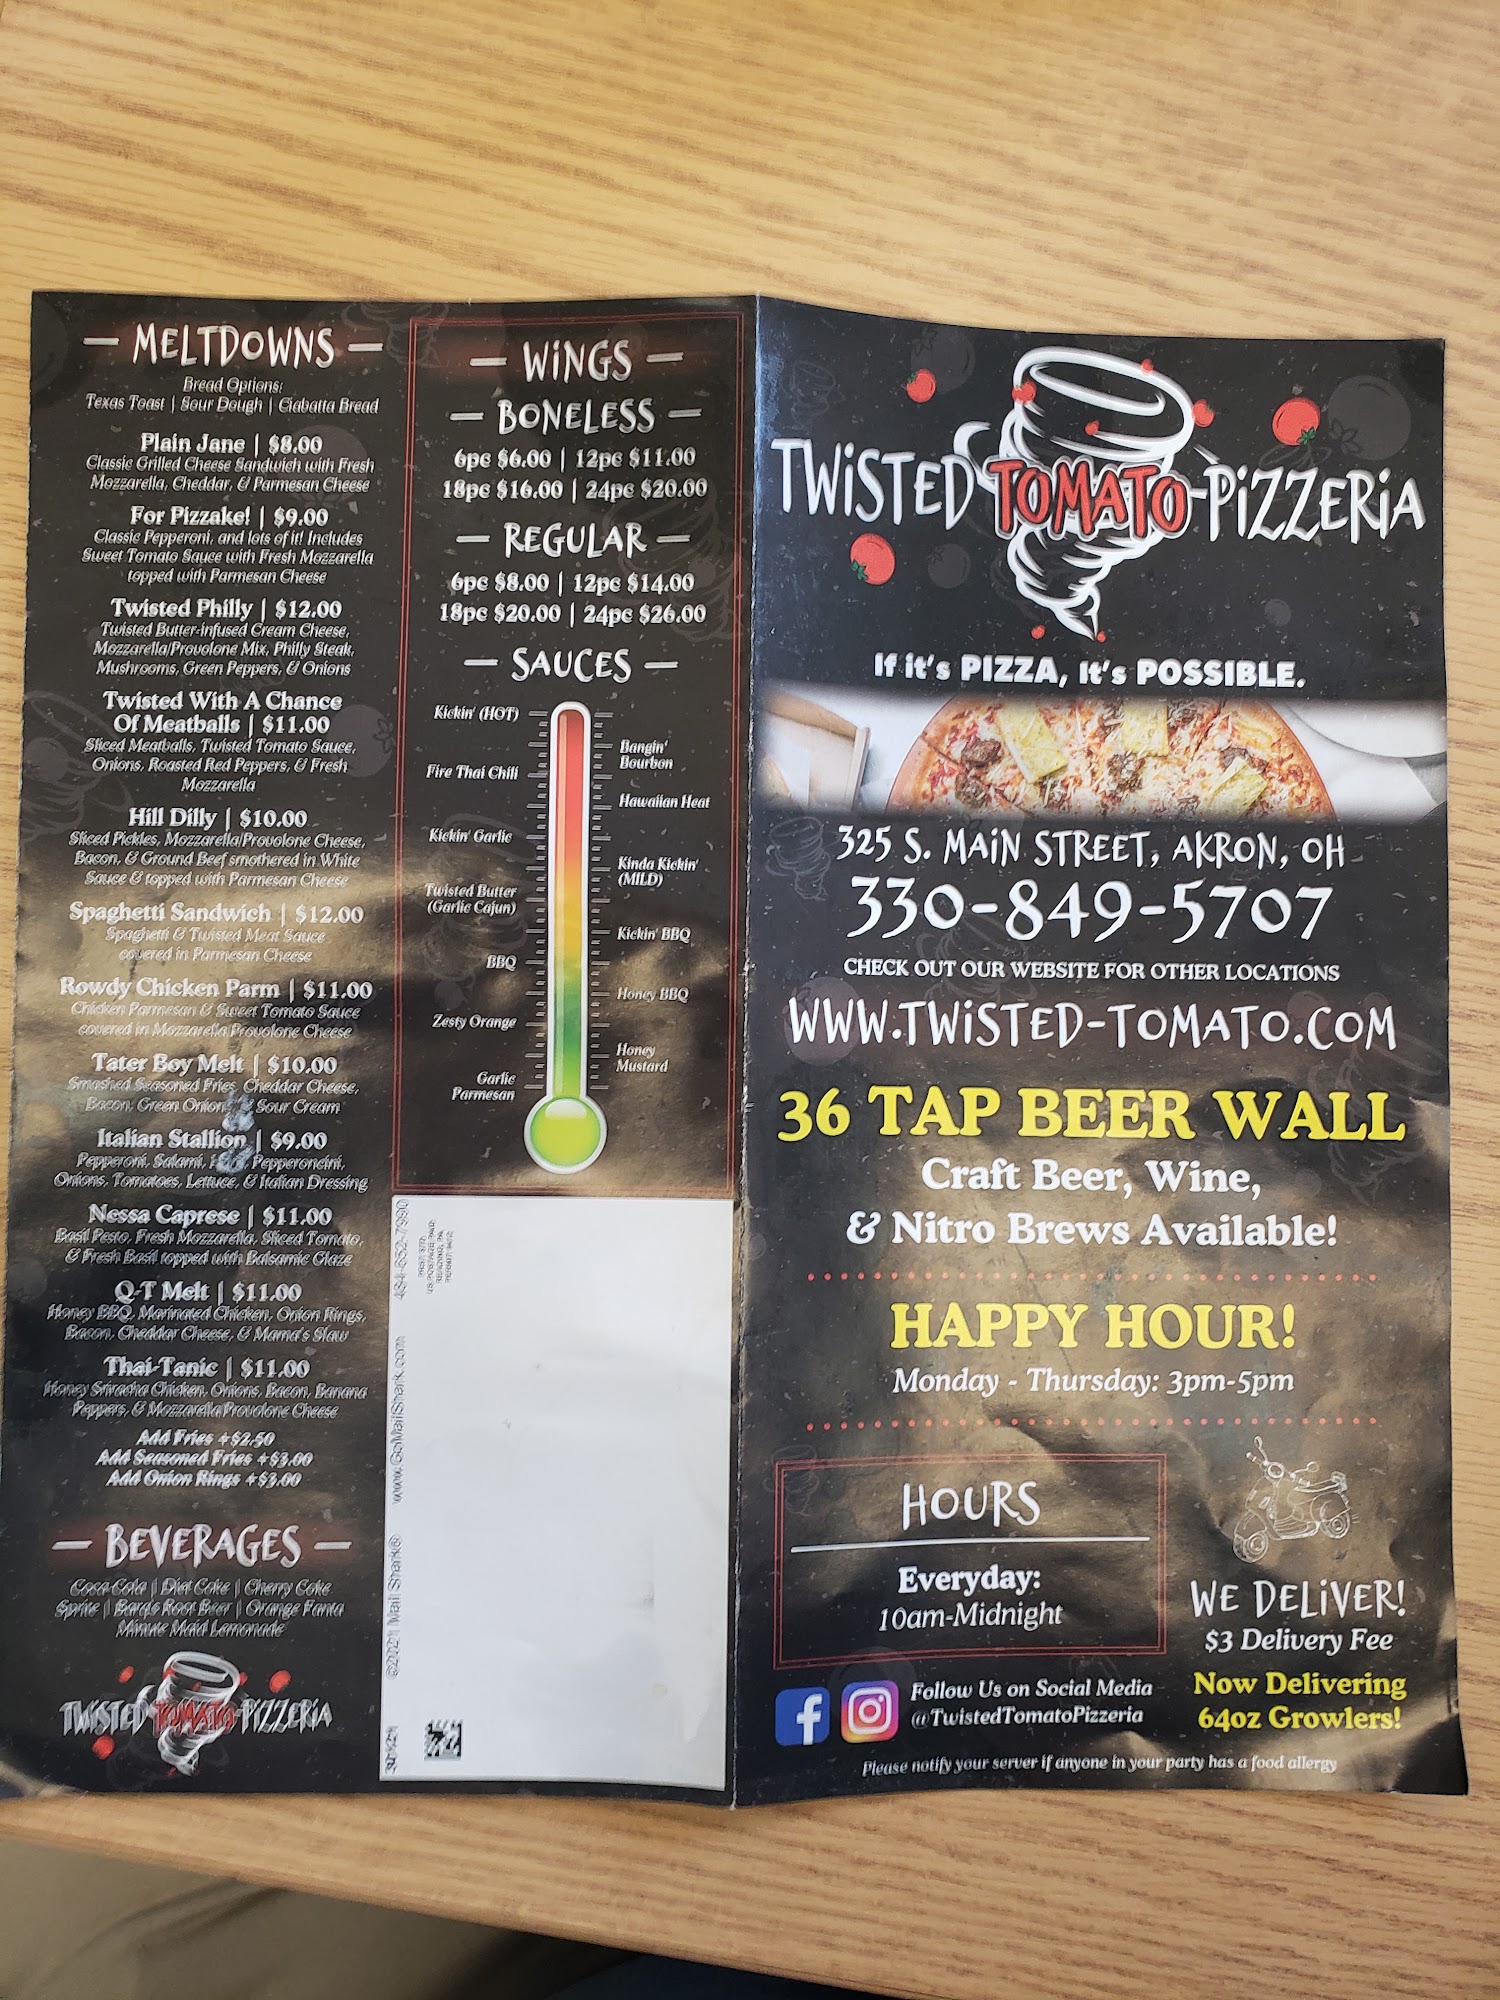 — MELTDOWNS —
Bread Options:
Texas Toast | Sour Dough | Ciabatta Bread
Plain Jane | $8.00
Classic Grilled Cheese Sandwich with Fresh
Mozzarella, Cheddar, & Parmesan Cheese
For Pizzake! | $9.00
Classic Pepperoni, and lots of it! Includes
Sweet Tomato Sauce with Fresh Mozzarella
topped with Parmesan Cheese
Twisted Philly | $12.00
Twisted Butter-infused Cream Cheese,
Mozzarella/Provolone Mix, Philly Steak,
Mushrooms, Green Peppers, & Onions
Twisted With A Chance
Of Meatballs | $11.00
Sliced Meatballs, Twisted Tomato Sauce,
Onions, Roasted Red Peppers, & Fresh
Mozzarella
Hill Dilly | $10.00
Sliced Pickles, Mozzarella/Provolone Cheese,
Bacon, & Ground Beef smothered in White
Sauce & topped with Parmesan Cheese
Spaghetti Sandwich | $12.00
Spaghetti & Twisted Meat Sauce
covered in Parmesan Cheese
Rowdy Chicken Parm | $11.00
Chicken Parmesan & Sweet Tomato Sauce
covered in Mozzarella/Provolone Cheese
Tater Boy Melt | $10.00
Smashed Seasoned Fries, Cheddar Cheese,
Bacon, Green Onion, & Sour Cream
Italian Stallion | $9.00
Pepperoni, Salami, Pepperoncini,
Onions, Tomatoes, Lettuce, & Italian Dressing
Nessa Caprese | $11.00
Basil Pesto, Fresh Mozzarella, Sliced Tomato,
& Fresh Basil topped with Balsamic Glaze
Q-T Melt | $11.00
Honey BBQ, Marinated Chicken, Onion Rings,
Bacon, Cheddar Cheese, & Mama's Slaw
Thai-Tanic | $11.00
Honey Sriracha Chicken, Onions, Bacon, Banana
Peppers, & Mozzarella/Provolone Cheese
Add Fries +$2.50
Add Seasoned Fries +$3.00
Add Onion Rings +$3.00
— BEVERAGES —
Coca-Cola | Diet Coke | Cherry Coke
Sprite | Barq's Root Beer | Orange Fanta
Minute Maid Lemonade
TWiSTED TOMATO PiZZERiA
— WiNGS —
— BONELESS —
6pc $6.00 | 12pc $11.00
18pc $16.00 | 24pc $20.00
— REGULAR —
6pc $8.00 | 12pc $14.00
18pc $20.00 | 24pc $26.00
— SAUCES —
Kickin' (HOT)
Bangin'
Bourbon
Fire Thai Chili
Hawaiian Heat
Kickin' Garlic
Kinda Kickin'
(MILD)
Twisted Butter
(Garlic Cajun)
Kickin' BBQ
BBQ
Honey BBQ
Zesty Orange
Honey
Mustard
Garlic
Parmesan
©2021 Mail Shark® www.GoMailShark.com 484-652-7990
PRSRT STD
US POSTAGE PAID
READING, PA
TWiSTED TOMATO PiZZERiA
If it's PIZZA, It's POSSIBLE.
325 S. MAiN STREET, AKRON, OH
330-849-5707
CHECK OUT OUR WEBSITE FOR OTHER LOCATIONS
WWW.TWiSTED-TOMATO.COM
36 TAP BEER WALL
Craft Beer, Wine,
& Nitro Brews Available!
HAPPY HOUR!
Monday - Thursday: 3pm-5pm
HOURS
Everyday:
10am-Midnight
WE DELiVER!
$3 Delivery Fee
Now Delivering
64oz Growlers!
Follow Us on Social Media
@TwistedTomatoPizzeria
Please notify your server if anyone in your party has a food allergy